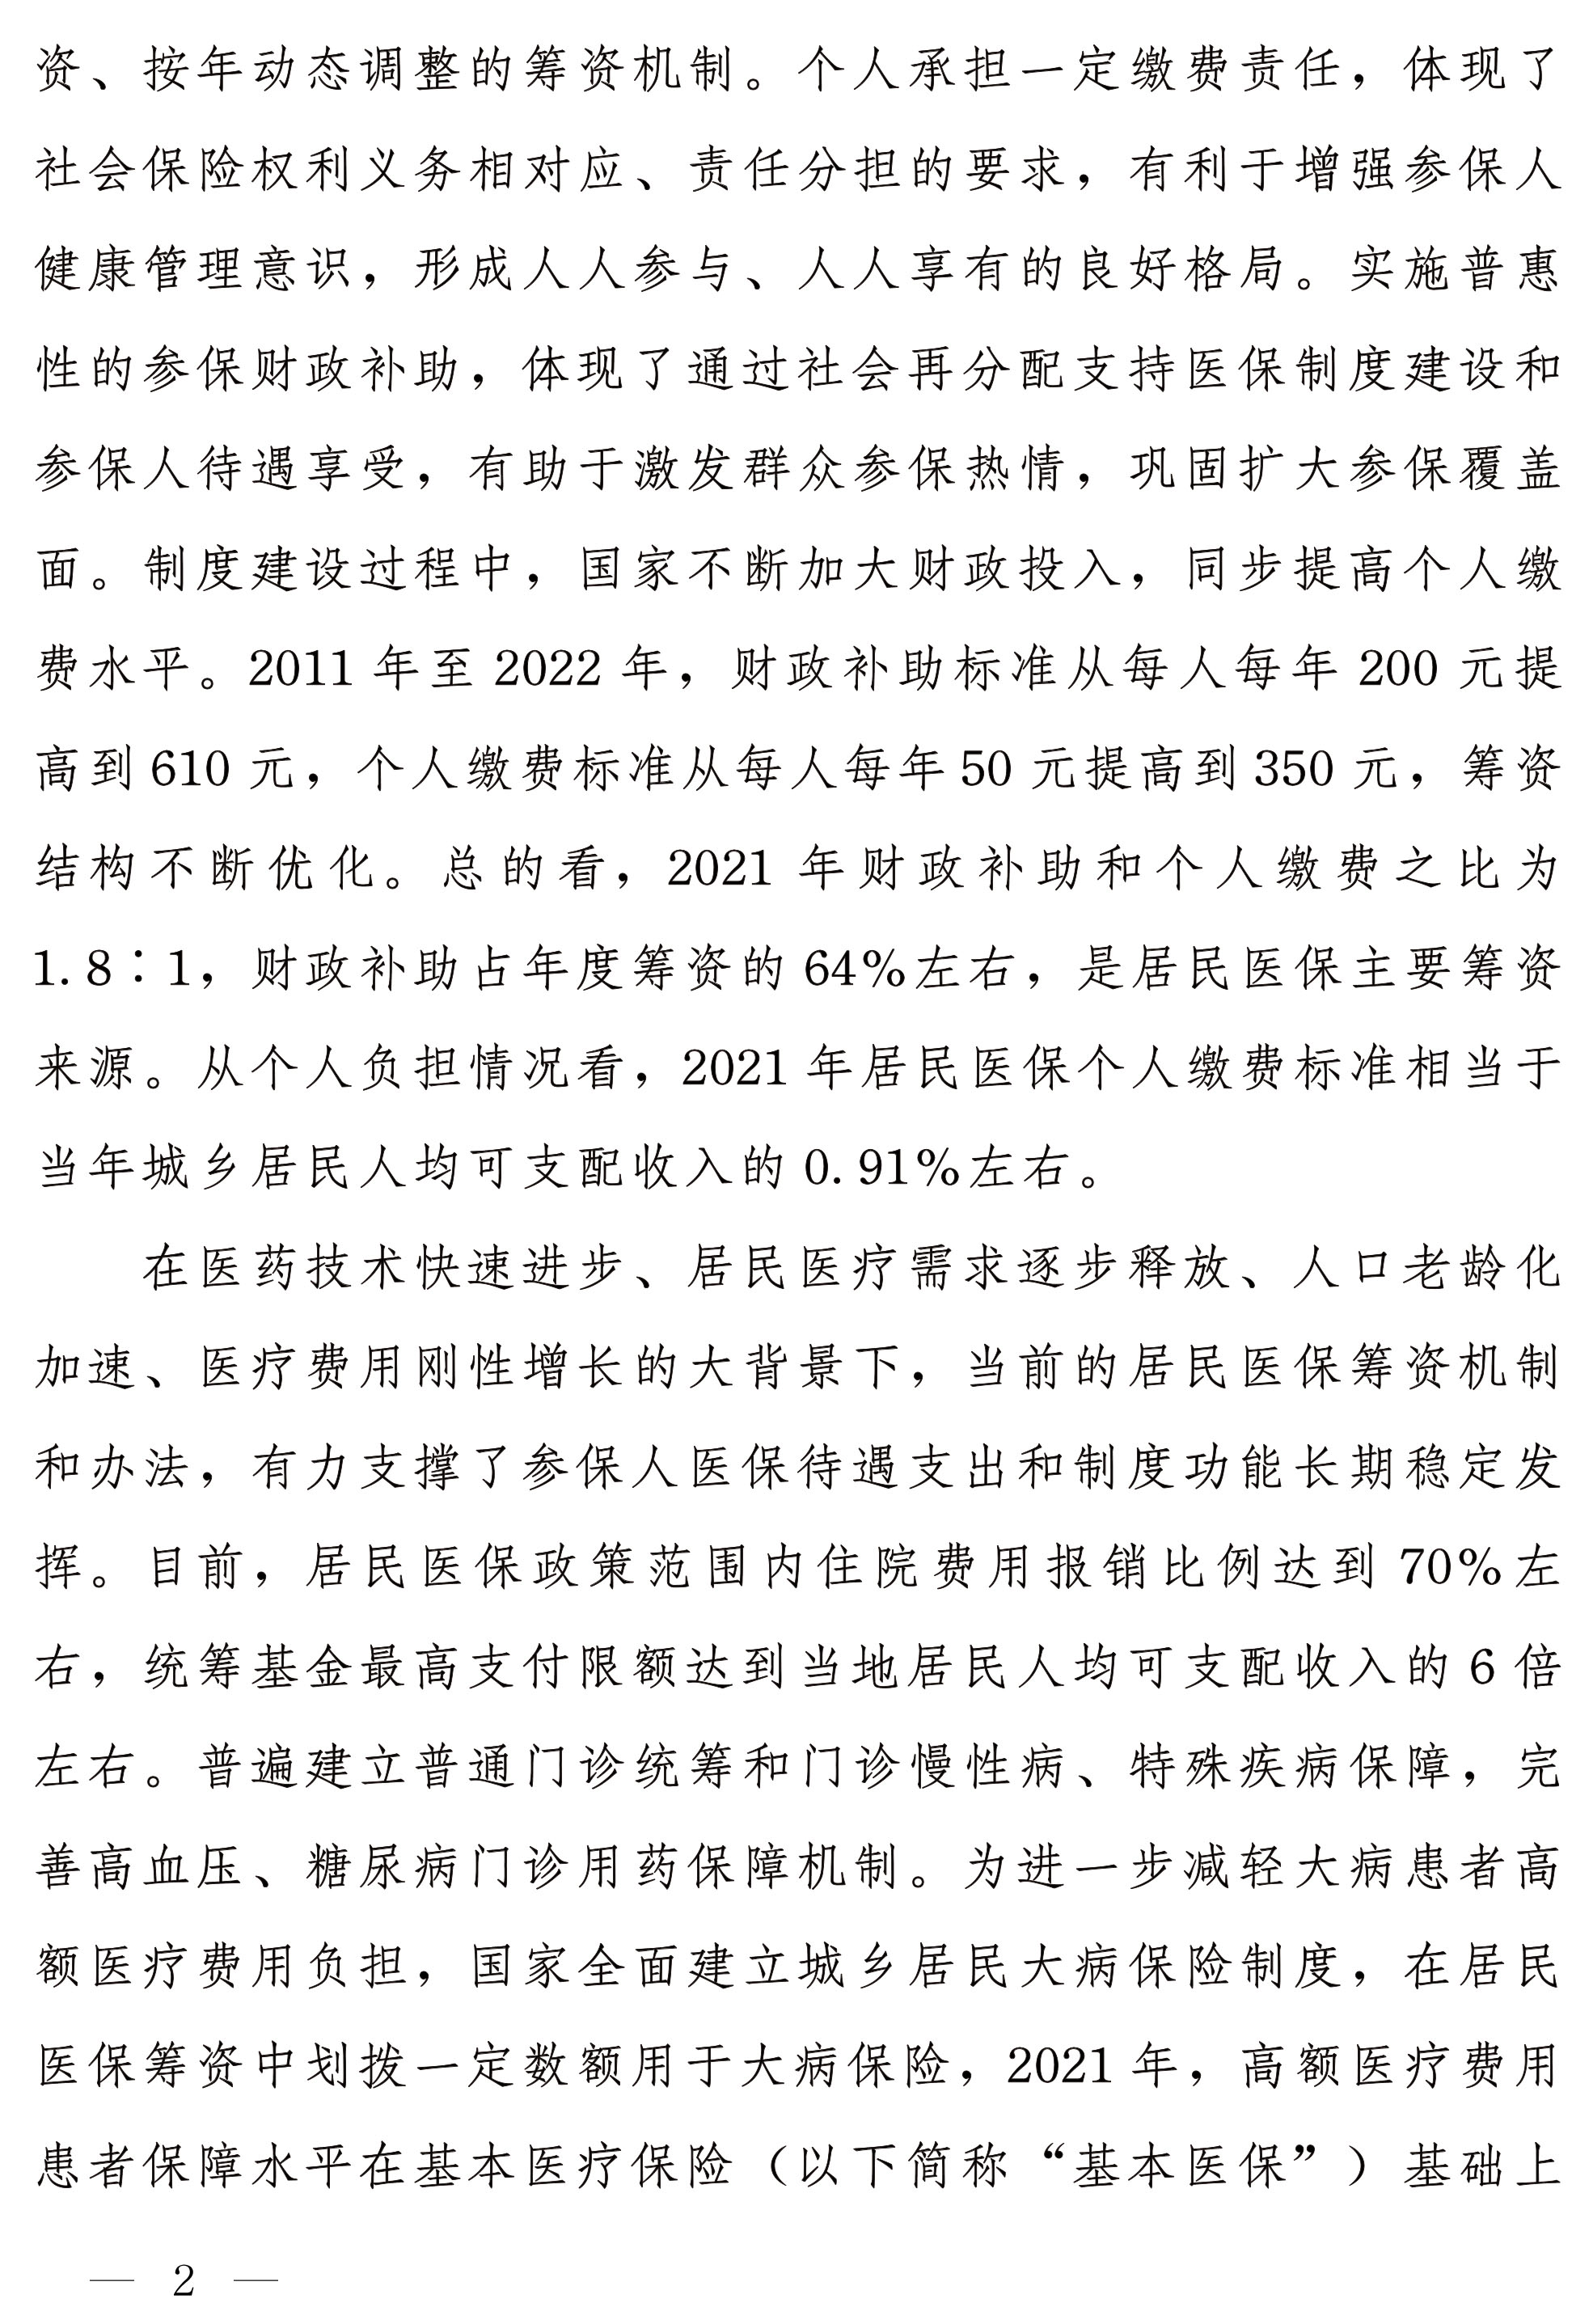 资、按年动态调整的筹资机制。个人承担一定缴费责任，体现了
社会保险权利义务相对应、责任分担的要求，有利于增强参保人
健康管理意识，形成人人参与、人人享有的良好格局。实施普惠
性的参保财政补助，体现了通过社会再分配支持医保制度建设和
参保人待遇享受，有助于激发群众参保热情，巩固扩大参保覆盖
面。制度建设过程中，国家不断加大财政投入，同步提高个人缴
费水平。2011 年至 2022 年，财政补助标准从每人每年 200 元提
高到 610 元，个人缴费标准从每人每年 50 元提高到 350 元，筹资
结构不断优化。总的看，2021 年财政补助和个人缴费之比为
1.8∶1，财政补助占年度筹资的 64%左右，是居民医保主要筹资
来源。从个人负担情况看，2021 年居民医保个人缴费标准相当于
当年城乡居民人均可支配收入的 0.91%左右。
在医药技术快速进步、居民医疗需求逐步释放、人口老龄化
加速、医疗费用刚性增长的大背景下，当前的居民医保筹资机制
和办法，有力支撑了参保人医保待遇支出和制度功能长期稳定发
挥。目前，居民医保政策范围内住院费用报销比例达到 70%左
右，统筹基金最高支付限额达到当地居民人均可支配收入的 6 倍
左右。普遍建立普通门诊统筹和门诊慢性病、特殊疾病保障，完
善高血压、糖尿病门诊用药保障机制。为进一步减轻大病患者高
额医疗费用负担，国家全面建立城乡居民大病保险制度，在居民
医保筹资中划拨一定数额用于大病保险，2021 年，高额医疗费用
患者保障水平在基本医疗保险（以下简称“基本医保”）基础上
— 2 —